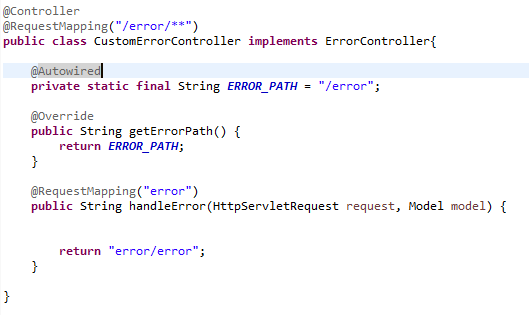 @Controller
@RequestMapping("/error/**")
public class CustomErrorController implements ErrorController{
@Autowired
private static final String ERROR_PATH = "/error";
@Override
public String getErrorPath() {
return ERROR_PATH;
}
@RequestMapping("error")
public String handleError(HttpServletRequest request, Model model) {
return "error/error";
}
}